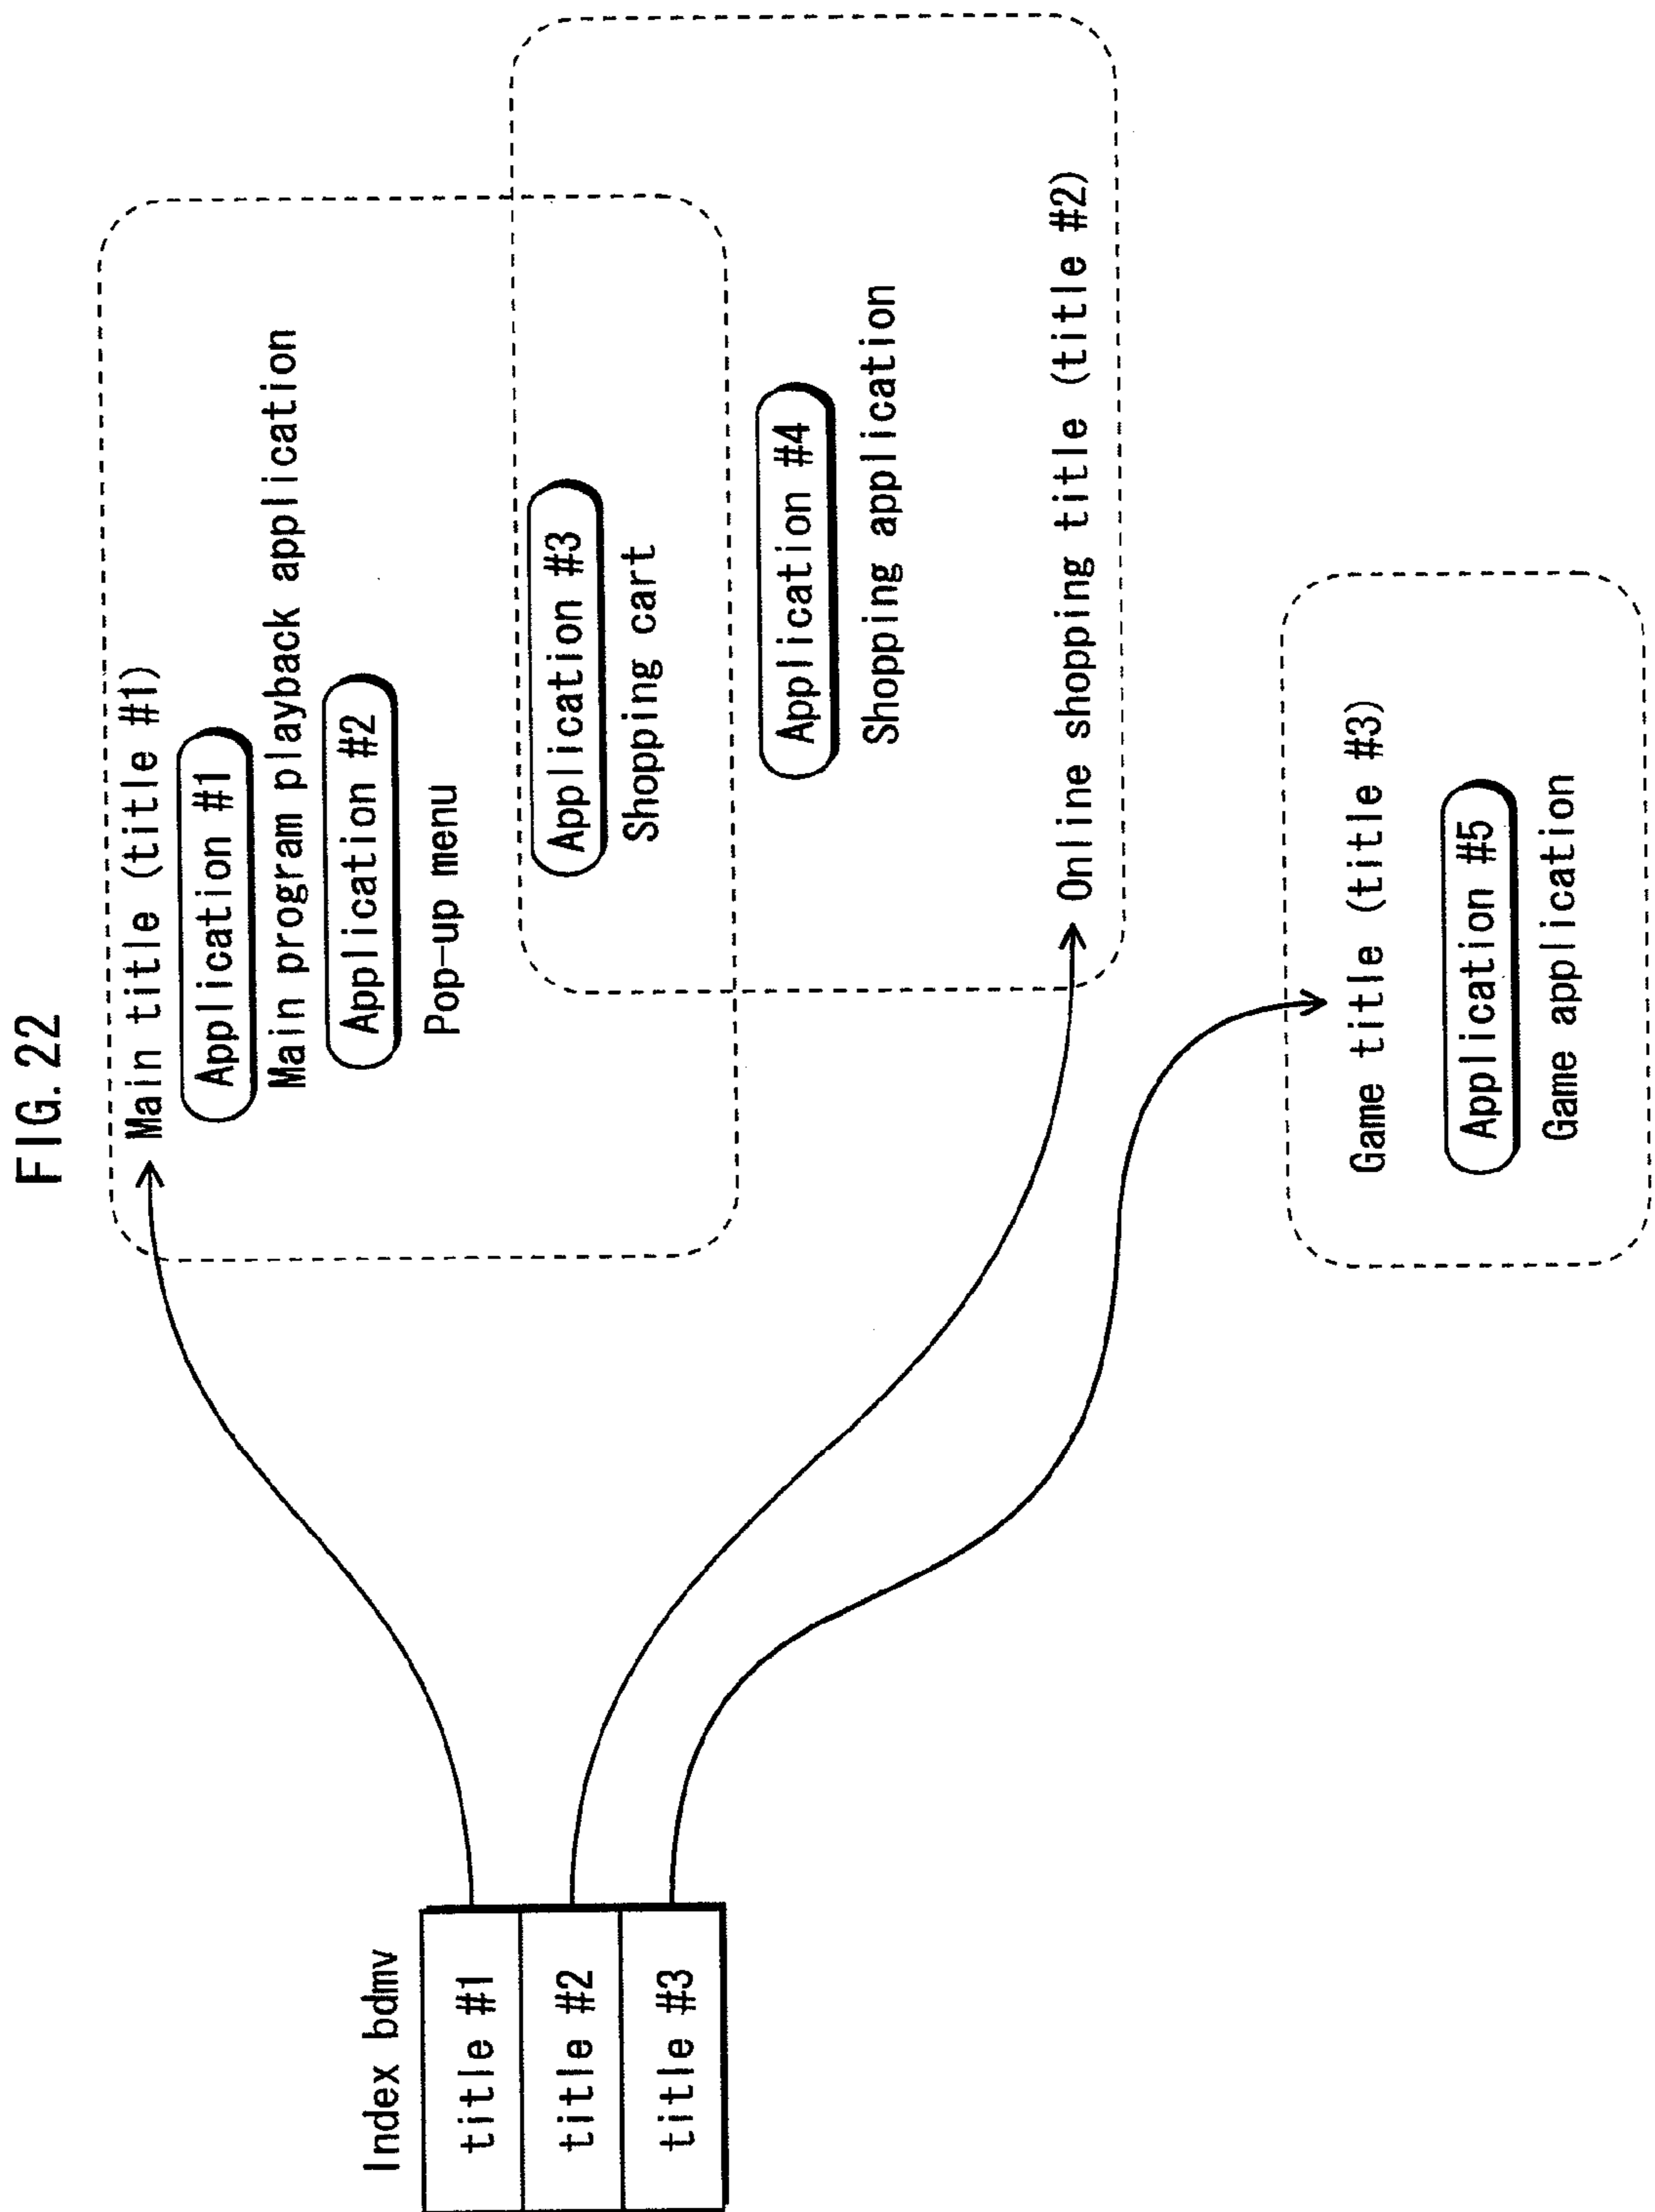 FIG. 22
Index bdmv
title #1
title #2
title #3
Main title (title #1)
Application #1
Main program playback application
Application #2
Pop-up menu
Application #3
Shopping cart
Application #4
Shopping application
Online shopping title (title #2)
Game title (title #3)
Application #5
Game application